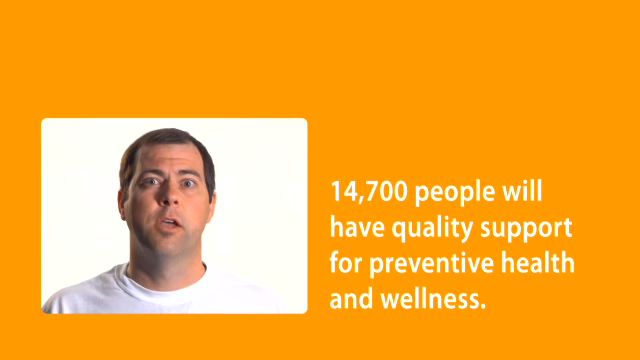 14,700 people will
have quality support
for preventive health
and wellness.